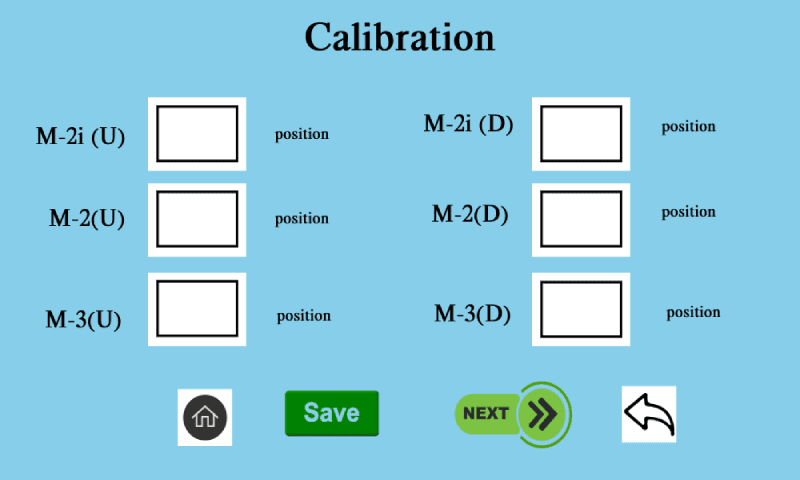 Calibration
M-2i (U) position M-2i (D) position
M-2(U) position M-2(D) position
M-3(U) position M-3(D) position
Save NEXT